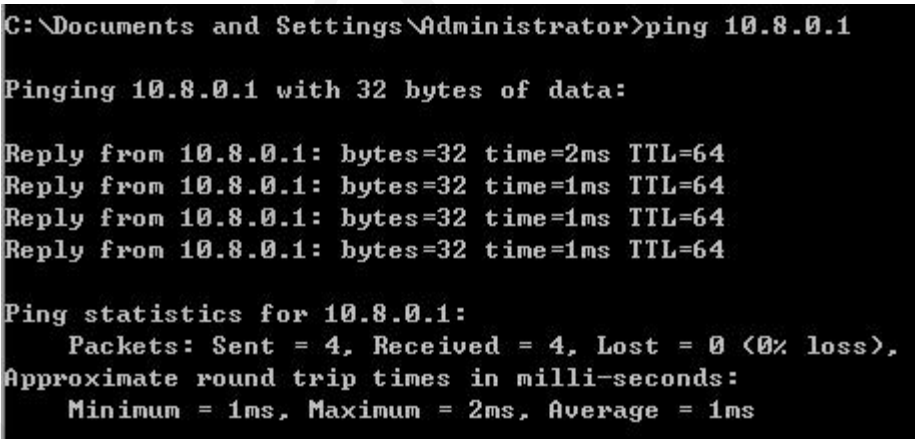 C:\Documents and Settings\Administrator>ping 10.8.0.1
Pinging 10.8.0.1 with 32 bytes of data:
Reply from 10.8.0.1: bytes=32 time=2ms TTL=64
Reply from 10.8.0.1: bytes=32 time=1ms TTL=64
Reply from 10.8.0.1: bytes=32 time=1ms TTL=64
Reply from 10.8.0.1: bytes=32 time=1ms TTL=64
Ping statistics for 10.8.0.1:
Packets: Sent = 4, Received = 4, Lost = 0 (0% loss),
Approximate round trip times in milli-seconds:
Minimum = 1ms, Maximum = 2ms, Average = 1ms